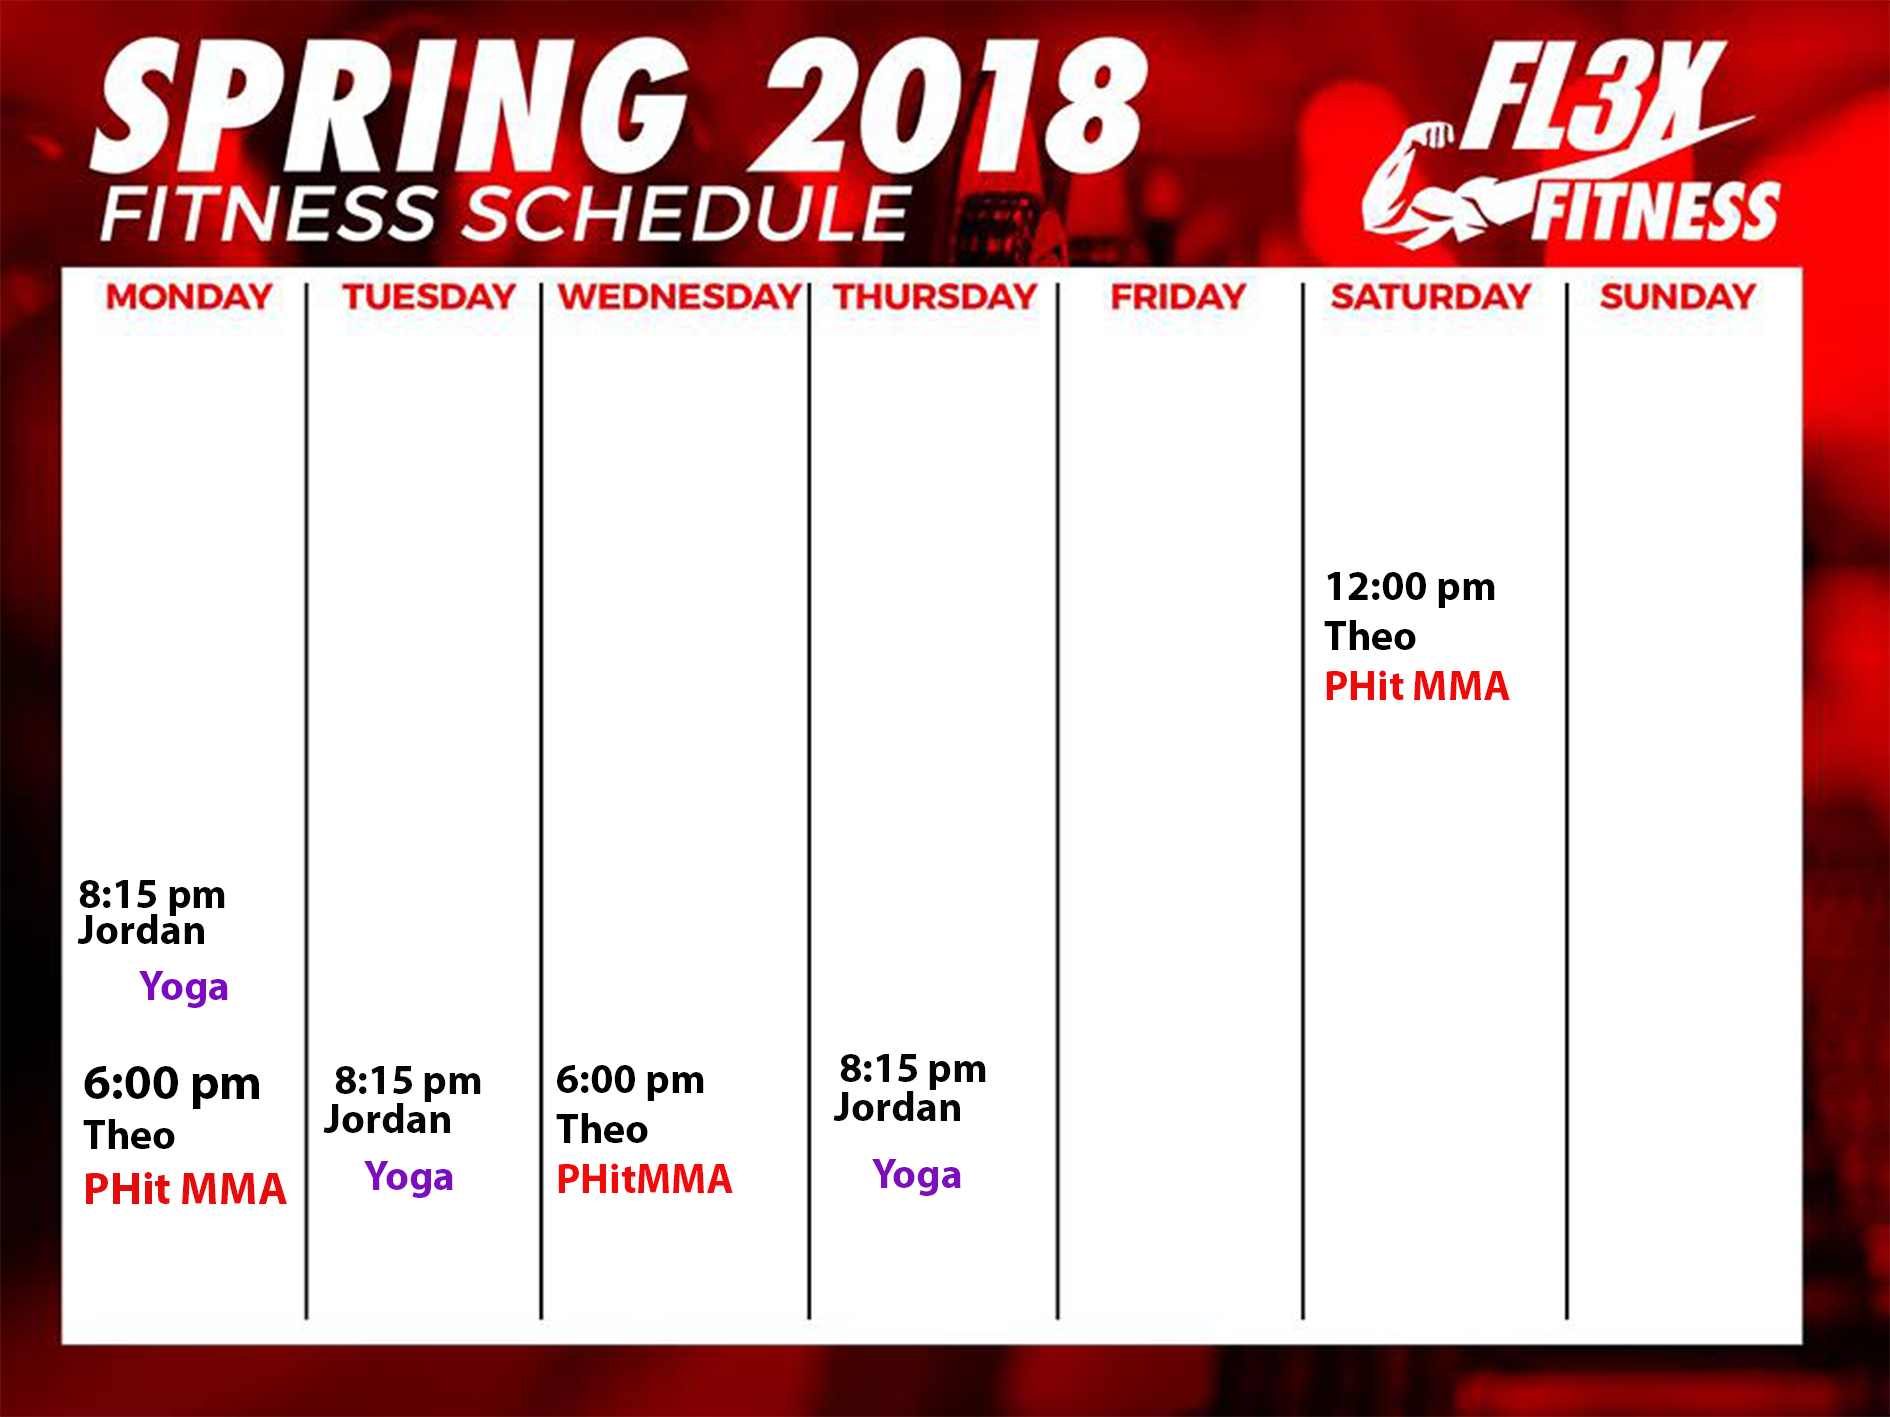 SPRING 2018
FITNESS SCHEDULE
FL3X
FITNESS
MONDAY
8:15 pm
Jordan
Yoga
6:00 pm
Theo
PHit MMA
TUESDAY
8:15 pm
Jordan
Yoga
WEDNESDAY
6:00 pm
Theo
PHitMMA
THURSDAY
8:15 pm
Jordan
Yoga
FRIDAY
SATURDAY
12:00 pm
Theo
PHit MMA
SUNDAY